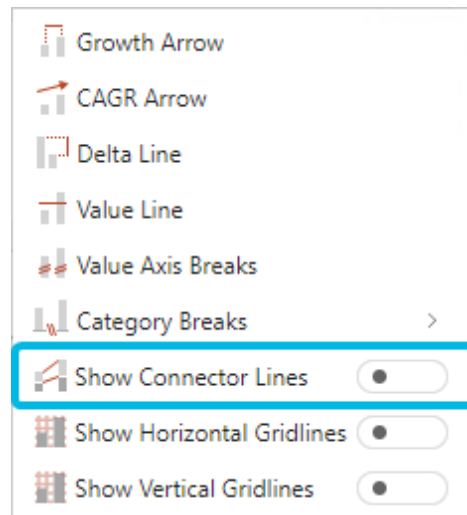 Growth Arrow
CAGR Arrow
Delta Line
Value Line
Value Axis Breaks
Category Breaks
Show Connector Lines
Show Horizontal Gridlines
Show Vertical Gridlines